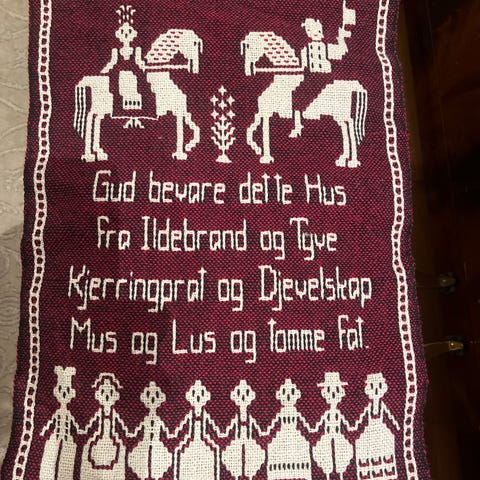 Gud bevare dette Hus
fra Ildebrand og Tyve
Kjerringprat og Djevelskap
Mus og Lus og tomme Fat.